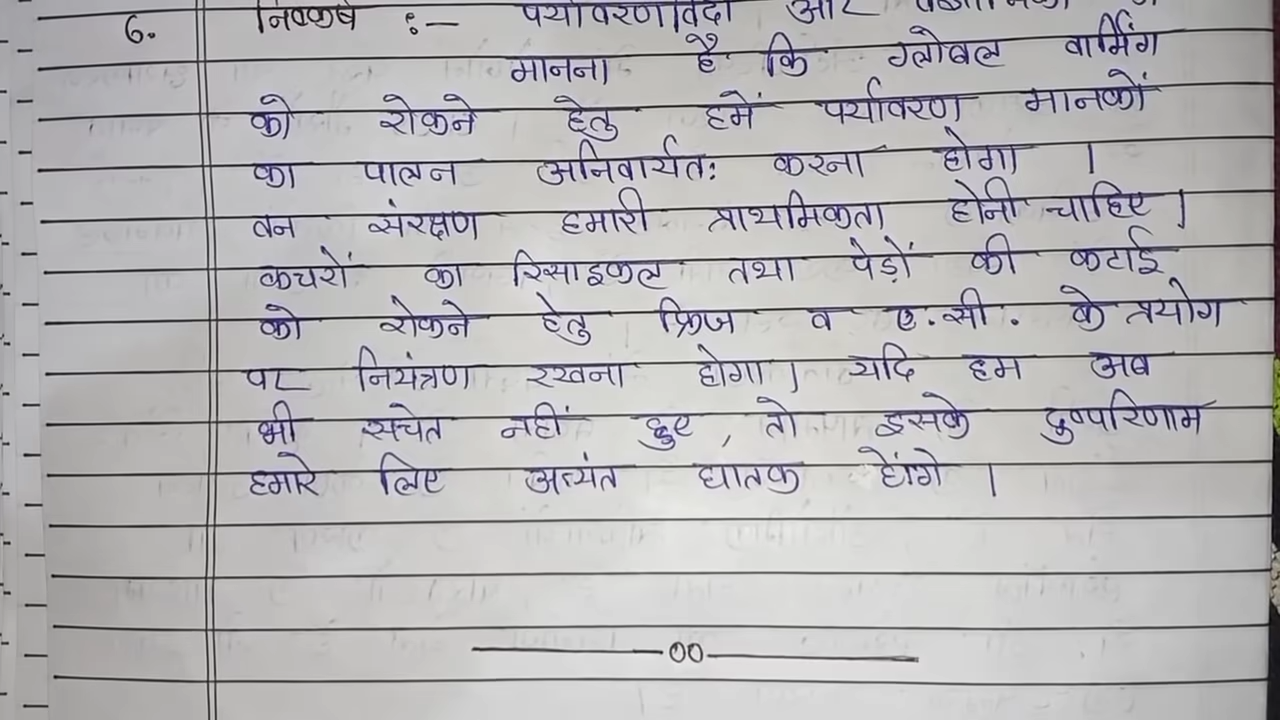 6. निष्कर्ष :- पर्यावरणविदों और
मानना है कि ग्लोबल वार्मिंग
को रोकने हेतु हमें पर्यावरण मानकों
का पालन अनिवार्यतः करना होगा ।
वन संरक्षण हमारी प्राथमिकता होनी चाहिए ।
कचरों का रिसाइकल तथा पेड़ों की कटाई
को रोकने हेतु फ्रिज व ए.सी. के प्रयोग
पर नियंत्रण रखना होगा। यदि हम अब
भी सचेत नहीं हुए, तो इसके दुष्परिणाम
हमारे लिए अत्यंत घातक होंगे ।
00